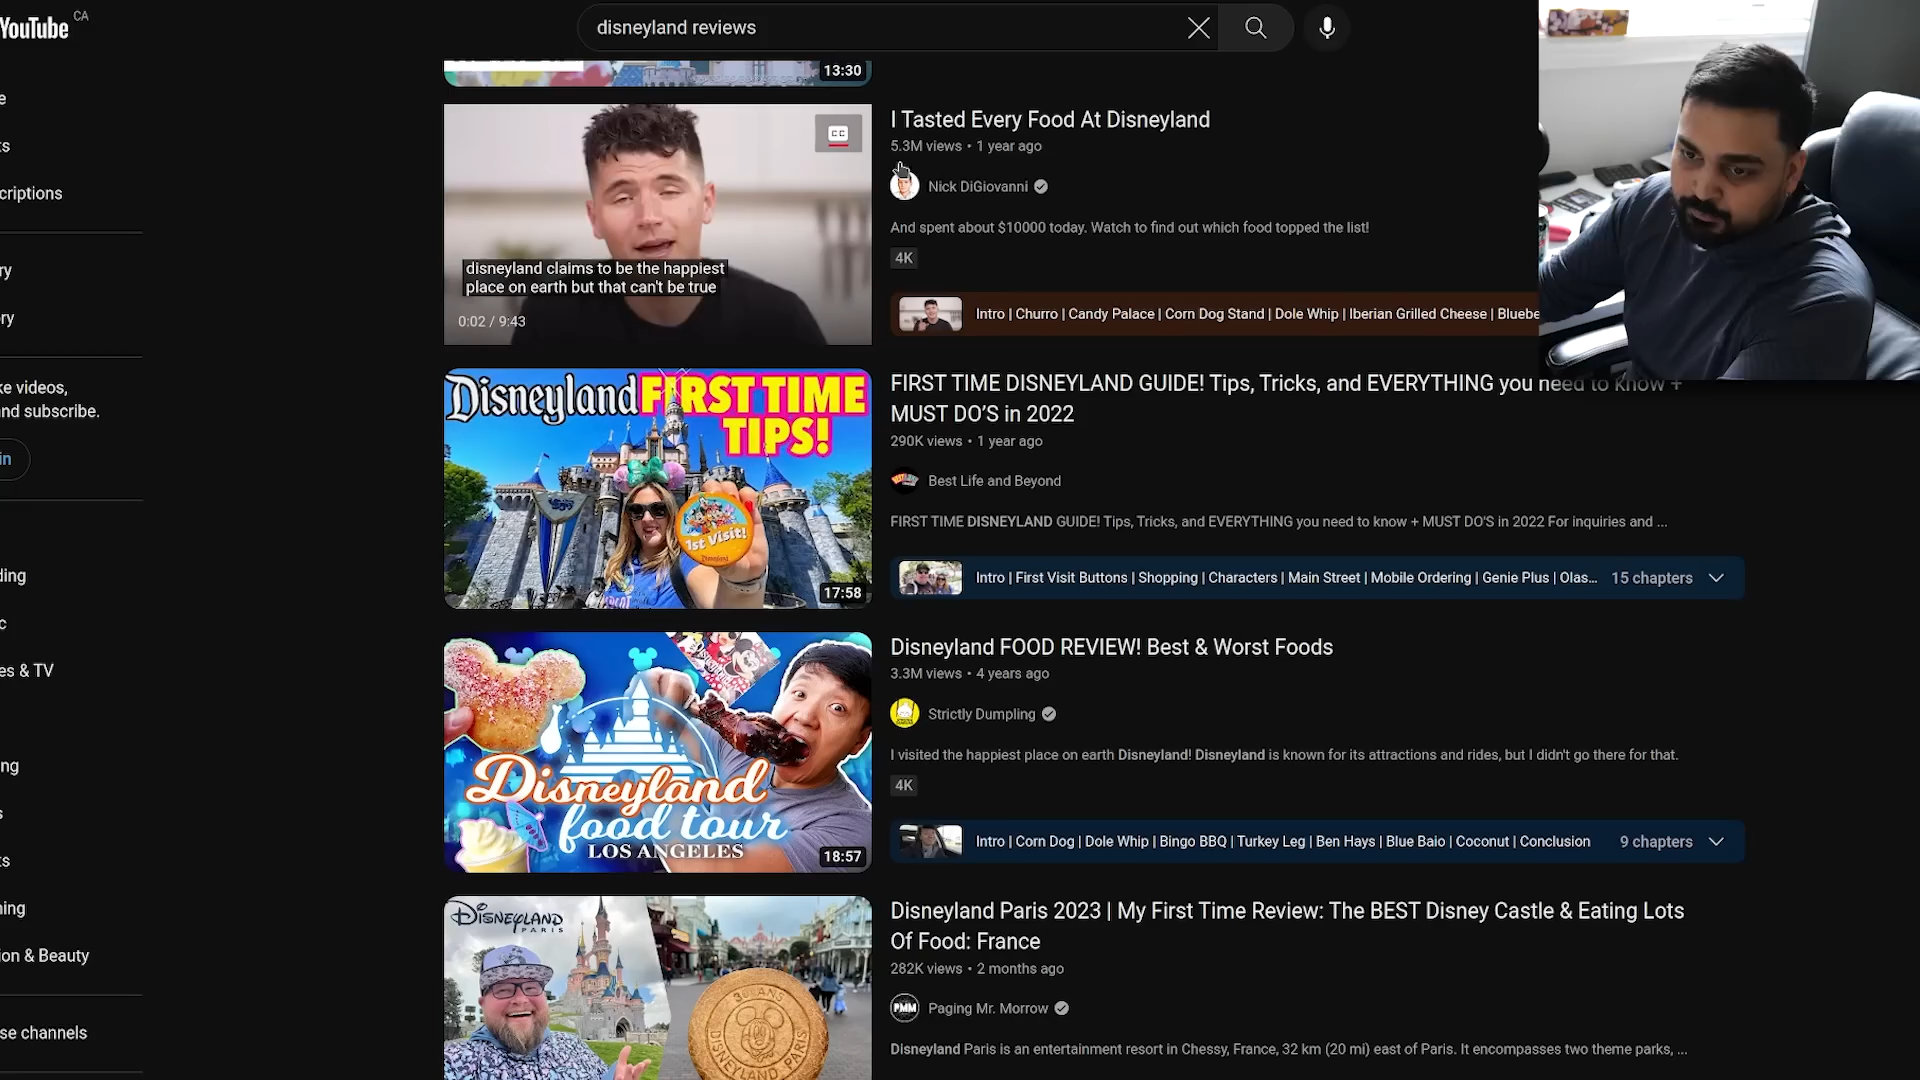 YouTube CA
disneyland reviews
e
ts
criptions
ry
ry
ke videos,
nd subscribe.
in
ding
c
es & TV
ng
s
ts
ning
ion & Beauty
se channels
13:30
CC
disneyland claims to be the happiest
place on earth but that can't be true
0:02 / 9:43
I Tasted Every Food At Disneyland
5.3M views • 1 year ago
Nick DiGiovanni
And spent about $10000 today. Watch to find out which food topped the list!
4K
Intro | Churro | Candy Palace | Corn Dog Stand | Dole Whip | Iberian Grilled Cheese | Bluebe
Disneyland FIRST TIME
TIPS!
1st Visit!
17:58
FIRST TIME DISNEYLAND GUIDE! Tips, Tricks, and EVERYTHING you need to know +
MUST DO'S in 2022
290K views • 1 year ago
Best Life and Beyond
FIRST TIME DISNEYLAND GUIDE! Tips, Tricks, and EVERYTHING you need to know + MUST DO'S in 2022 For inquiries and ...
Intro | First Visit Buttons | Shopping | Characters | Main Street | Mobile Ordering | Genie Plus | Olas... 15 chapters
Disneyland
food tour
LOS ANGELES
18:57
Disneyland FOOD REVIEW! Best & Worst Foods
3.3M views • 4 years ago
Strictly Dumpling
I visited the happiest place on earth Disneyland! Disneyland is known for its attractions and rides, but I didn't go there for that.
4K
Intro | Corn Dog | Dole Whip | Bingo BBQ | Turkey Leg | Ben Hays | Blue Baio | Coconut | Conclusion 9 chapters
DISNEYLAND
PARIS
30 ANS
DISNEYLAND PARIS
Disneyland Paris 2023 | My First Time Review: The BEST Disney Castle & Eating Lots
Of Food: France
282K views • 2 months ago
PMM
Paging Mr. Morrow
Disneyland Paris is an entertainment resort in Chessy, France, 32 km (20 mi) east of Paris. It encompasses two theme parks, ...